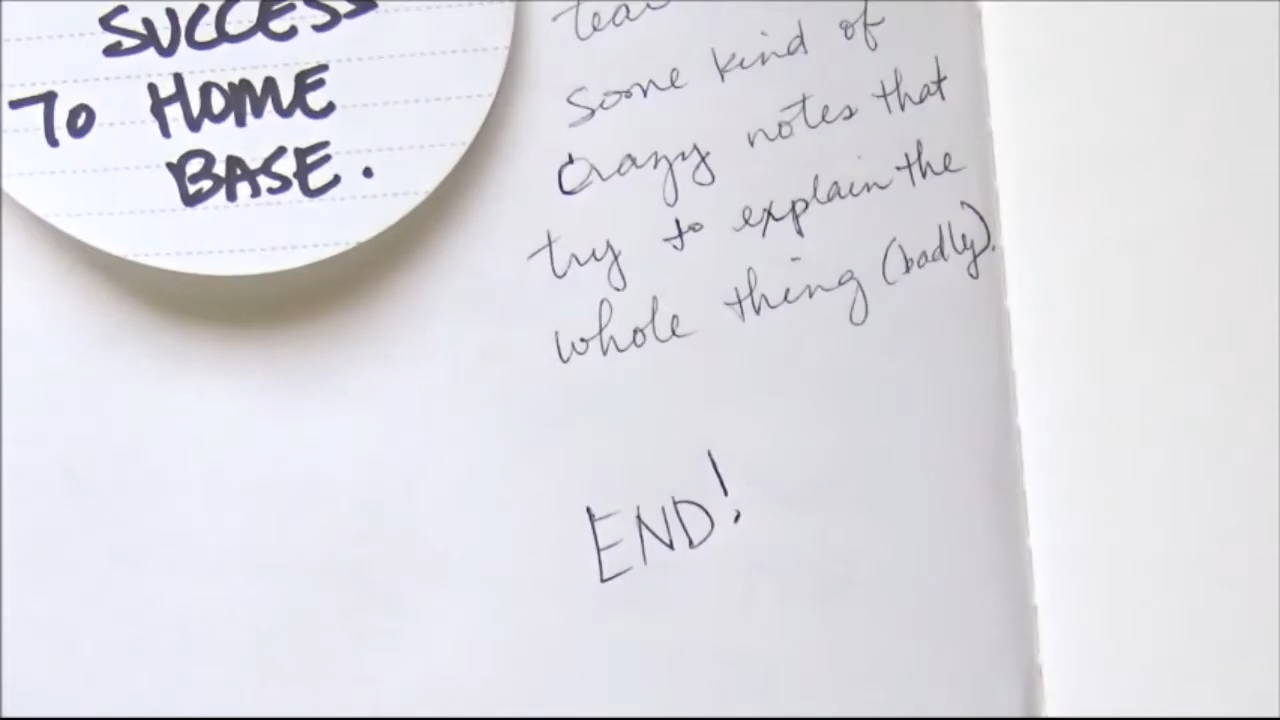 SUCCESS
TO HOME
BASE.
some kind of
crazy notes that
try to explain the
whole thing (badly).
END!